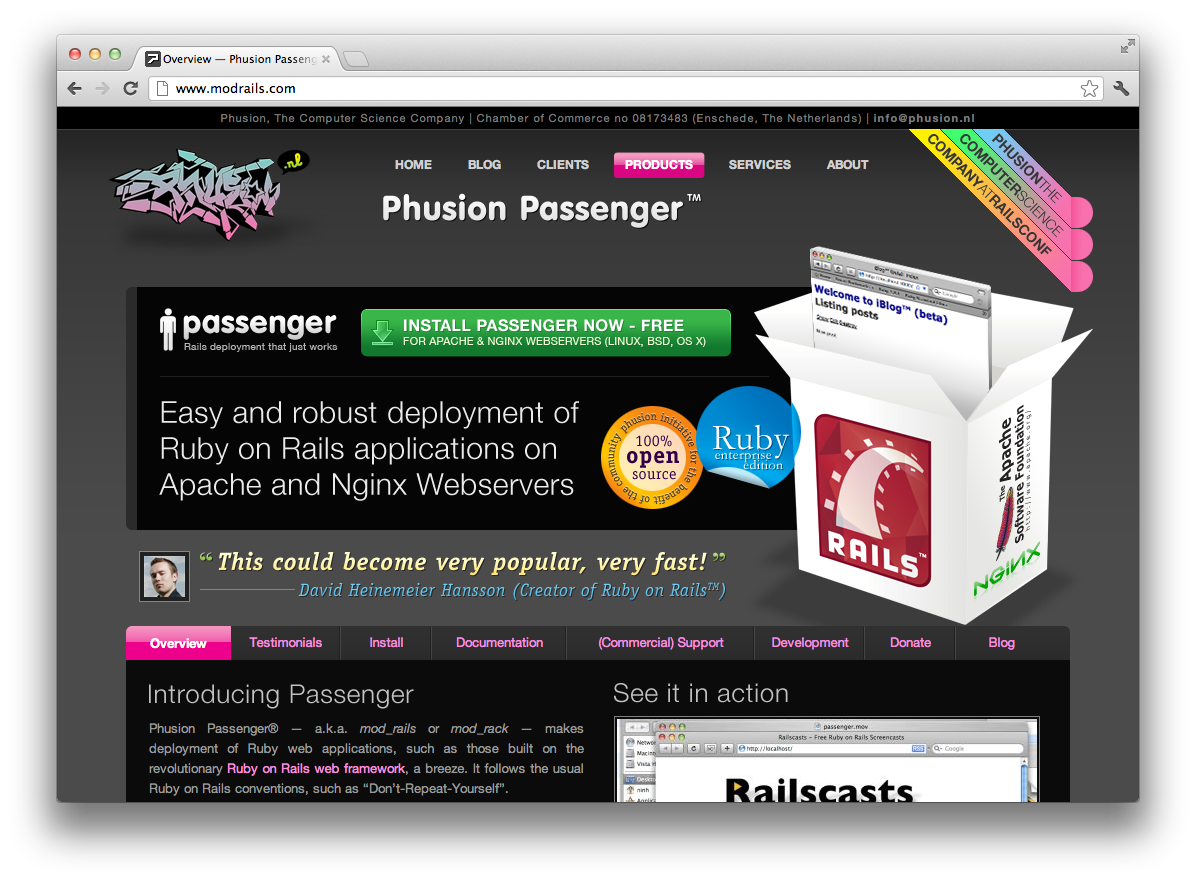 Overview — Phusion Passeng
www.modrails.com
Phusion, The Computer Science Company | Chamber of Commerce no 08173483 (Enschede, The Netherlands) | info@phusion.nl
.nl
HOME BLOG CLIENTS PRODUCTS SERVICES ABOUT
Phusion Passenger™
PHUSIONTHE
COMPUTERSCIENCE
COMPANYATRAILSCONF
passenger
Rails deployment that just works
INSTALL PASSENGER NOW - FREE
FOR APACHE & NGINX WEBSERVERS (LINUX, BSD, OS X)
Easy and robust deployment of
Ruby on Rails applications on
Apache and Nginx Webservers
community phusion initiative for the benefit of the
100%
open
source
Ruby
enterprise
edition
Welcome to iBlog™ (beta)
Listing posts
RAILS™
The Apache
Software Foundation
http://www.apache.org/
NGiNX
“This could become very popular, very fast!”
David Heinemeier Hansson (Creator of Ruby on Rails™)
Overview Testimonials Install Documentation (Commercial) Support Development Donate Blog
Introducing Passenger
Phusion Passenger® — a.k.a. mod_rails or mod_rack — makes
deployment of Ruby web applications, such as those built on the
revolutionary Ruby on Rails web framework, a breeze. It follows the usual
Ruby on Rails conventions, such as “Don’t-Repeat-Yourself”.
See it in action
passenger.mov
Railscasts – Free Ruby on Rails Screencasts
http://localhost/
RSS
Google
Netwo
Macin
Vista
Deskto
ninh
Applic
Railscasts